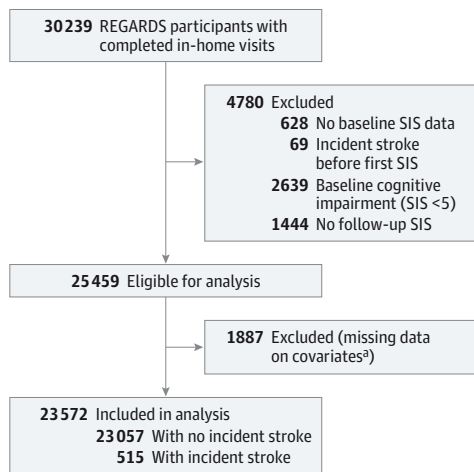 30239 REGARDS participants with
completed in-home visits
4780 Excluded
628 No baseline SIS data
69 Incident stroke
before first SIS
2639 Baseline cognitive
impairment (SIS <5)
1444 No follow-up SIS
25459 Eligible for analysis
1887 Excluded (missing data
on covariatesᵃ)
23572 Included in analysis
23057 With no incident stroke
515 With incident stroke